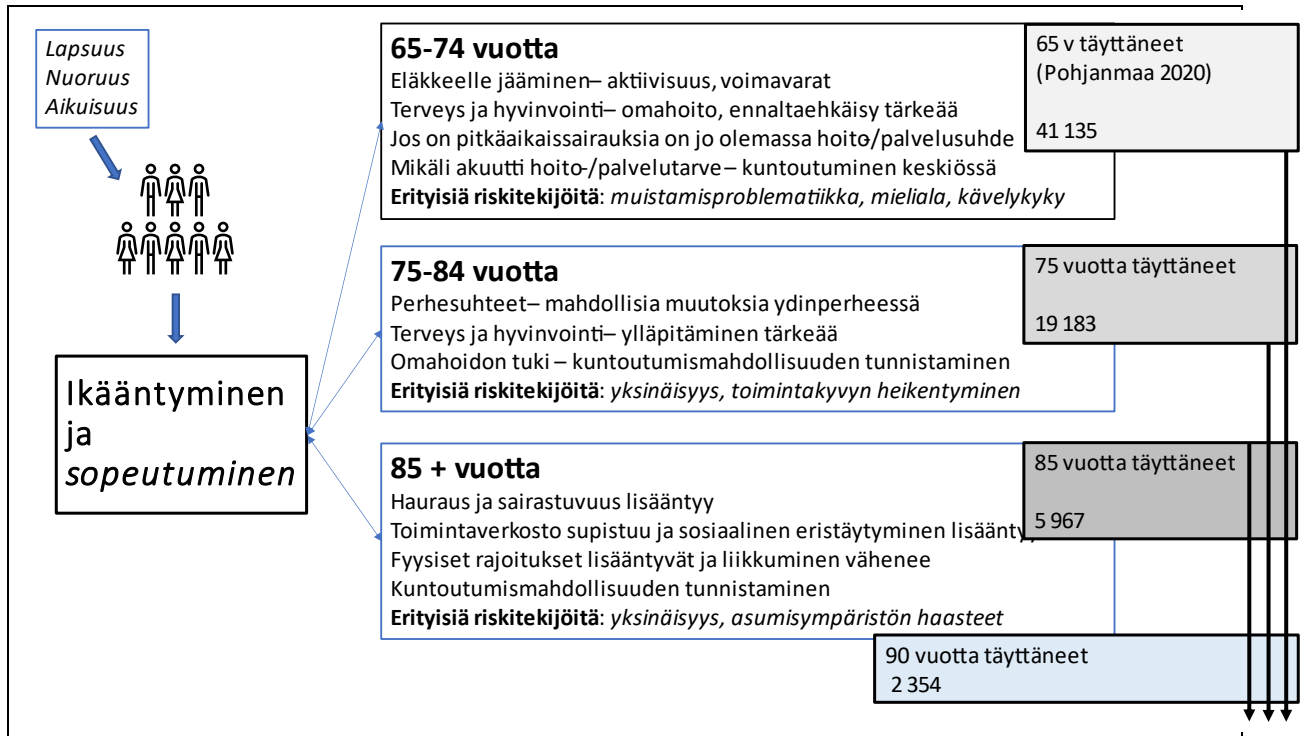 Lapsuus
Nuoruus
Aikuisuus
Ikääntyminen
ja
sopeutuminen
65-74 vuotta
Eläkkeelle jääminen– aktiivisuus, voimavarat
Terveys ja hyvinvointi– omahoito, ennaltaehkäisy tärkeää
Jos on pitkäaikaissairauksia on jo olemassa hoito-/palvelusuhde
Mikäli akuutti hoito-/palvelutarve– kuntoutuminen keskiössä
Erityisiä riskitekijöitä: muistamisproblematiikka, mieliala, kävelykyky
65 v täyttäneet
(Pohjanmaa 2020)
41 135
75-84 vuotta
Perhesuhteet– mahdollisia muutoksia ydinperheessä
Terveys ja hyvinvointi– ylläpitäminen tärkeää
Omahoidon tuki – kuntoutumismahdollisuuden tunnistaminen
Erityisiä riskitekijöitä: yksinäisyys, toimintakyvyn heikentyminen
75 vuotta täyttäneet
19 183
85 + vuotta
Hauraus ja sairastuvuus lisääntyy
Toimintaverkosto supistuu ja sosiaalinen eristäytyminen lisääntyy
Fyysiset rajoitukset lisääntyvät ja liikkuminen vähenee
Kuntoutumismahdollisuuden tunnistaminen
Erityisiä riskitekijöitä: yksinäisyys, asumisympäristön haasteet
85 vuotta täyttäneet
5 967
90 vuotta täyttäneet
2 354